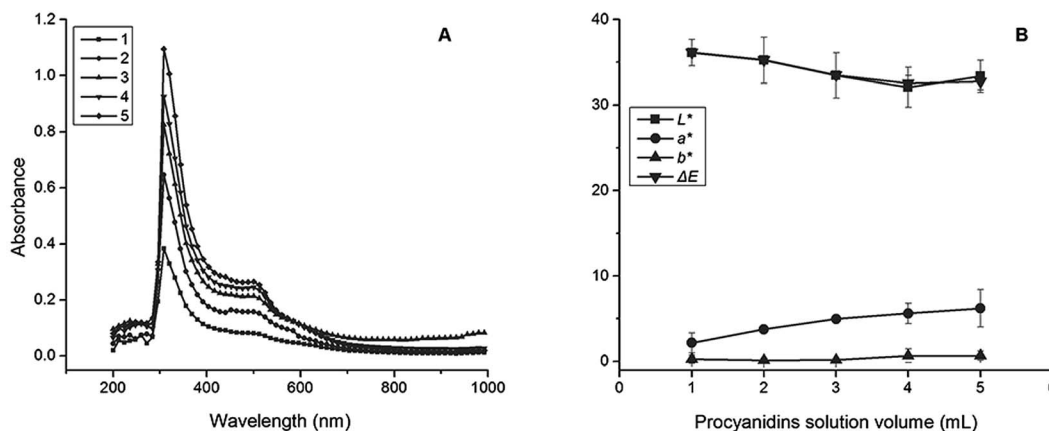 A
1.2
1.0
0.8
0.6
0.4
0.2
0.0
1
2
3
4
5
Absorbance
200 400 600 800 1000
Wavelength (nm)
B
40
30
20
10
0
L*
a*
b*
ΔE
0 1 2 3 4 5
Procyanidins solution volume (mL)